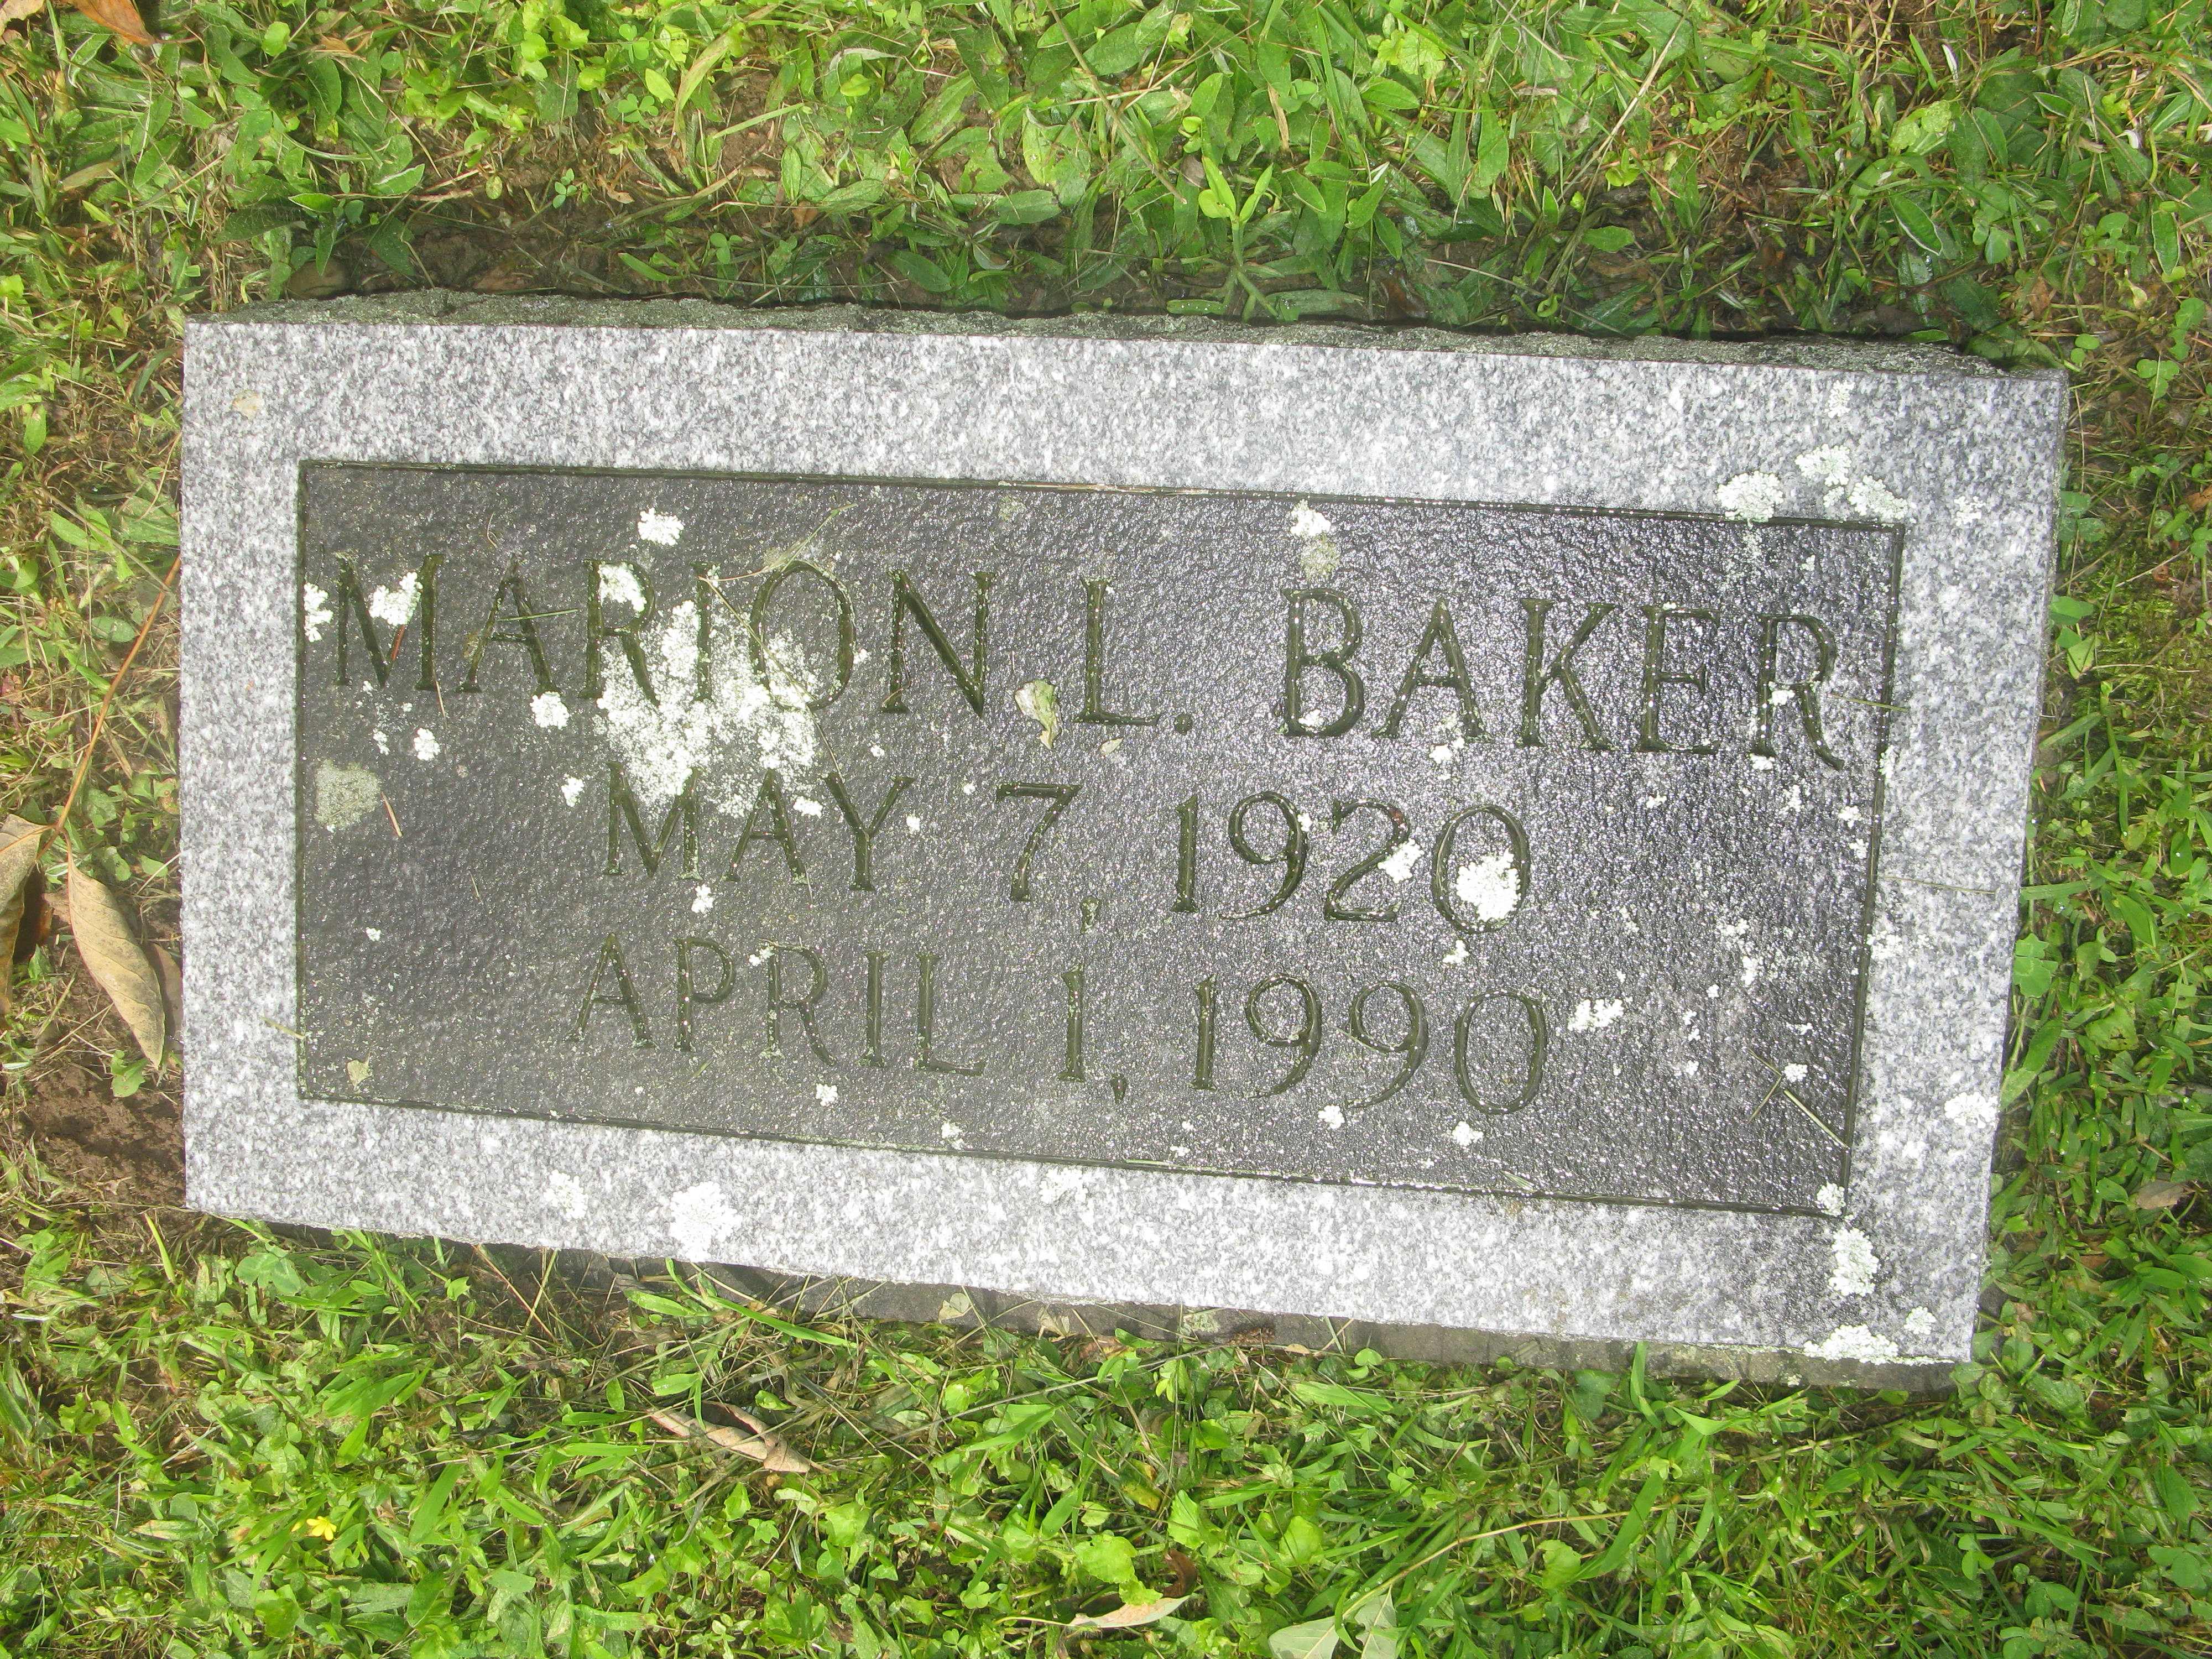 MARION L. BAKER
MAY 7, 1920
APRIL 1, 1990